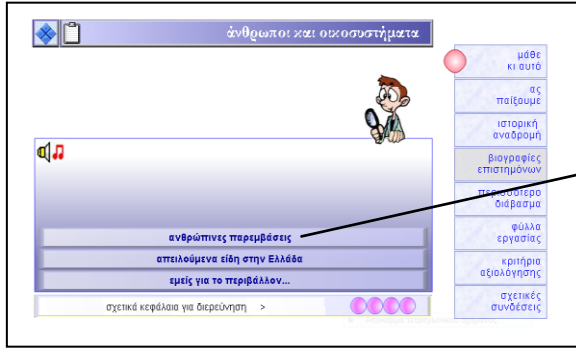 άνθρωποι και οικοσυστήματα
μάθε
κι αυτό
ας
παίξουμε
ιστορική
αναδρομή
βιογραφίες
επιστημόνων
περισσότερο
διάβασμα
φύλλα
εργασίας
κριτήρια
αξιολόγησης
σχετικές
συνδέσεις
ανθρώπινες παρεμβάσεις
απειλούμενα είδη στην Ελλάδα
εμείς για το περιβάλλον...
σχετικά κεφάλαια για διερεύνηση >